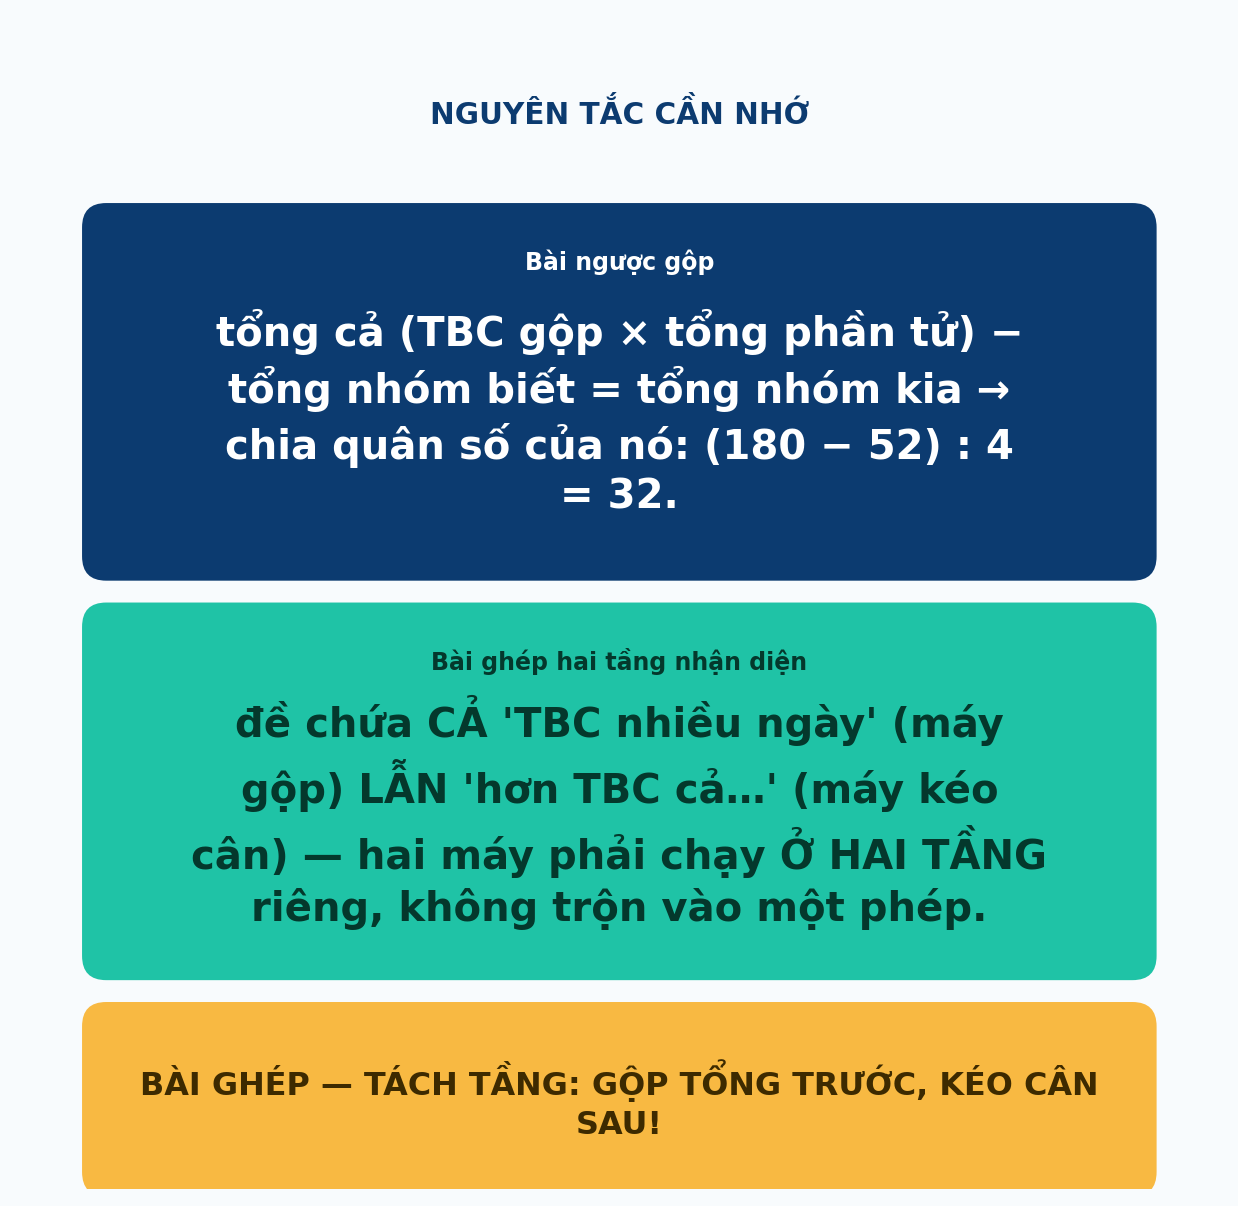 NGUYÊN TẮC CẦN NHỚ
Bài ngược gộp
tổng cả (TBC gộp × tổng phần tử) −
tổng nhóm biết = tổng nhóm kia →
chia quân số của nó: (180 − 52) : 4
= 32.
Bài ghép hai tầng nhận diện
đề chứa CẢ 'TBC nhiều ngày' (máy
gộp) LẪN 'hơn TBC cả…' (máy kéo
cân) — hai máy phải chạy Ở HAI TẦNG
riêng, không trộn vào một phép.
BÀI GHÉP — TÁCH TẦNG: GỘP TỔNG TRƯỚC, KÉO CÂN
SAU!